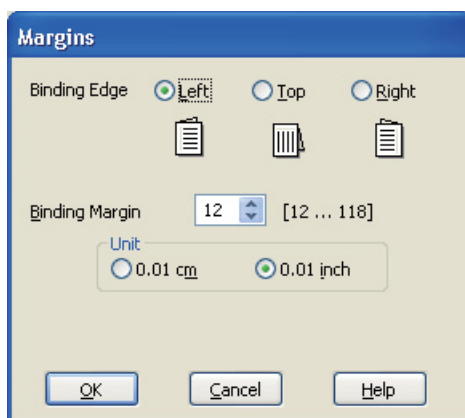 Margins
Binding Edge Left Top Right
Binding Margin 12 [12 ... 118]
Unit
0.01 cm 0.01 inch
OK Cancel Help